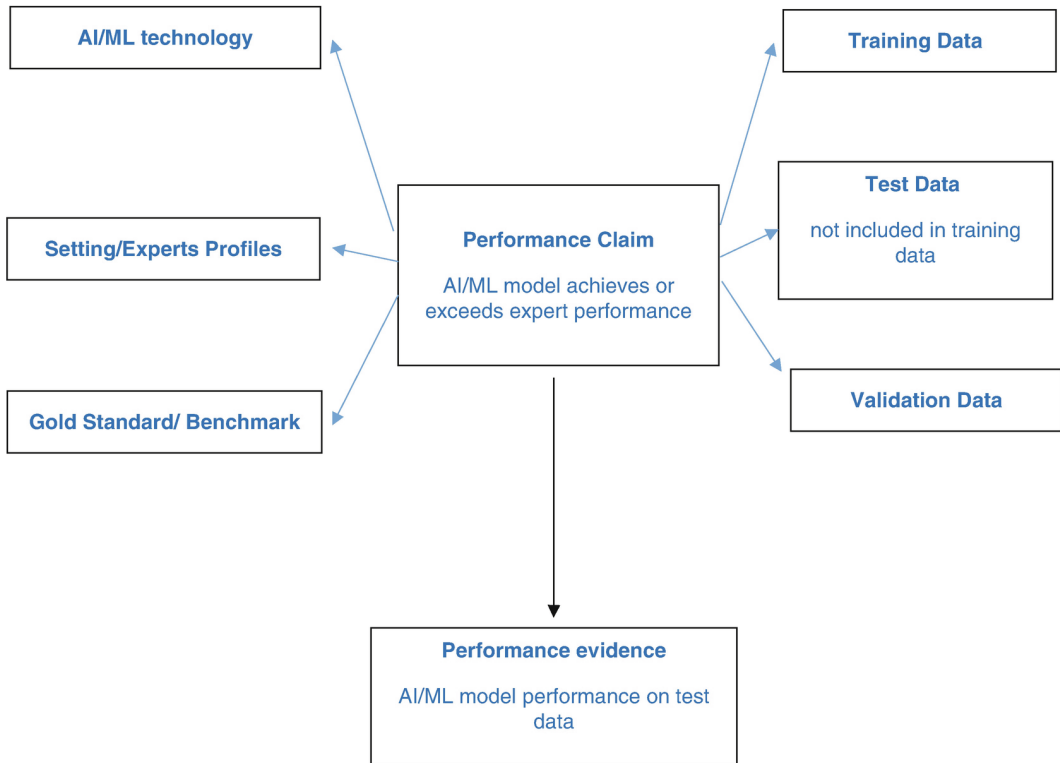 AI/ML technology
Training Data
Setting/Experts Profiles
Performance Claim
AI/ML model achieves or
exceeds expert performance
Test Data
not included in training
data
Gold Standard/ Benchmark
Validation Data
Performance evidence
AI/ML model performance on test
data